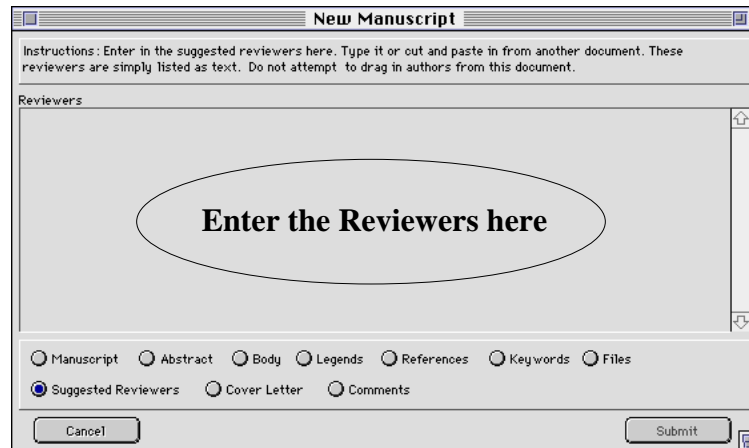 New Manuscript
Instructions: Enter in the suggested reviewers here. Type it or cut and paste in from another document. These
reviewers are simply listed as text. Do not attempt to drag in authors from this document.
Reviewers
Enter the Reviewers here
Manuscript Abstract Body Legends References Keywords Files
Suggested Reviewers Cover Letter Comments
Cancel Submit